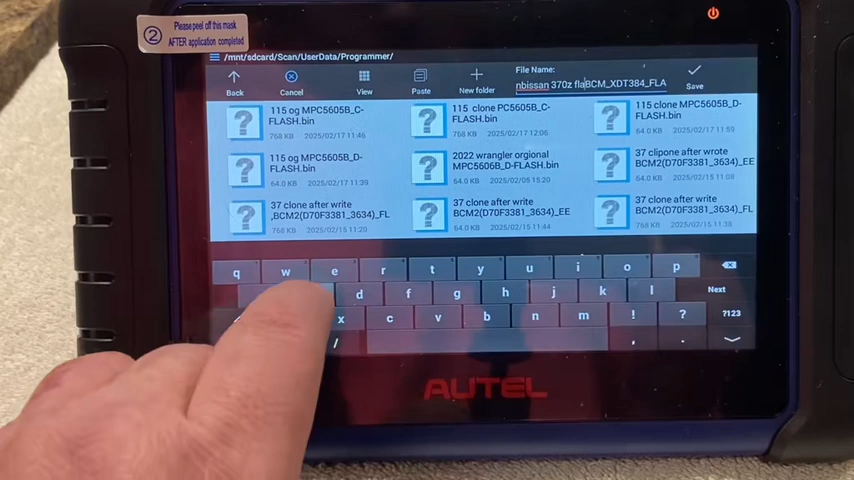 ② Please peel off this mask
AFTER application completed
/mnt/sdcard/Scan/UserData/Programmer/
Back
Cancel
View
Paste
New folder
File Name:
nbissan 370z flaBCM_XDT384_FLA
Save
115 og MPC5605B_C-
FLASH.bin
768 KB 2025/02/17 11:46
115 clone PC5605B_C-
FLASH.bin
768 KB 2025/02/17 12:06
115 clone MPC5605B_D-
FLASH.bin
64.0 KB 2025/02/17 11:59
115 og MPC5605B_D-
FLASH.bin
64.0 KB 2025/02/17 11:39
2022 wrangler orgional
MPC5606B_D-FLASH.bin
64.0 KB 2025/02/05 15:20
37 clipone after wrote
BCM2(D70F3381_3634)_EE
64.0 KB 2025/02/15 11:08
37 clone after write
,BCM2(D70F3381_3634)_FL
768 KB 2025/02/15 11:20
37 clone after write
BCM2(D70F3381_3634)_EE
64.0 KB 2025/02/15 11:44
37 clone after write
BCM2(D70F3381_3634)_FL
768 KB 2025/02/15 11:38
q w e r t y u i o p
d f g h j k l Next
x c v b n m ! ? ?123
/ , .
AUTEL